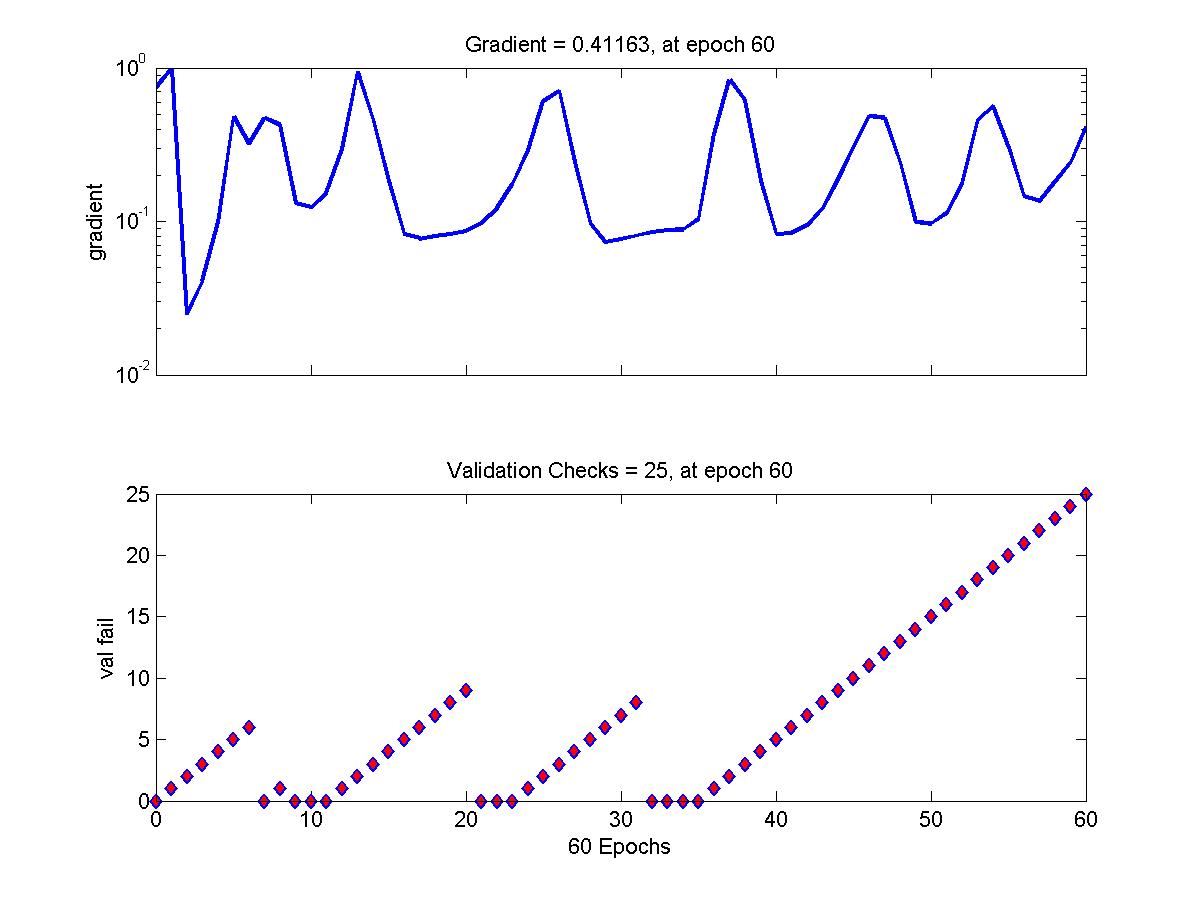 Gradient = 0.41163, at epoch 60
10^0
10^-1
10^-2
gradient
Validation Checks = 25, at epoch 60
25
20
15
10
5
0
val fail
0 10 20 30 40 50 60
60 Epochs